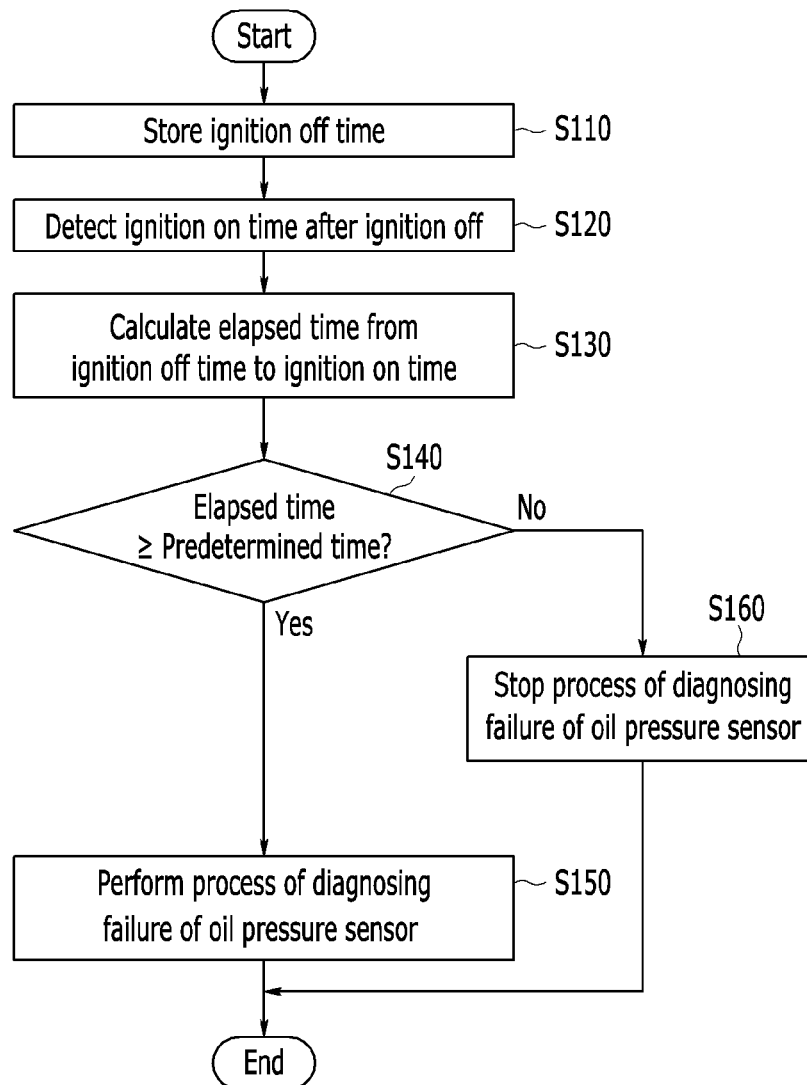 Start
Store ignition off time
S110
Detect ignition on time after ignition off
S120
Calculate elapsed time from
ignition off time to ignition on time
S130
S140
Elapsed time
≥ Predetermined time?
No
Yes
S160
Stop process of diagnosing
failure of oil pressure sensor
Perform process of diagnosing
failure of oil pressure sensor
S150
End